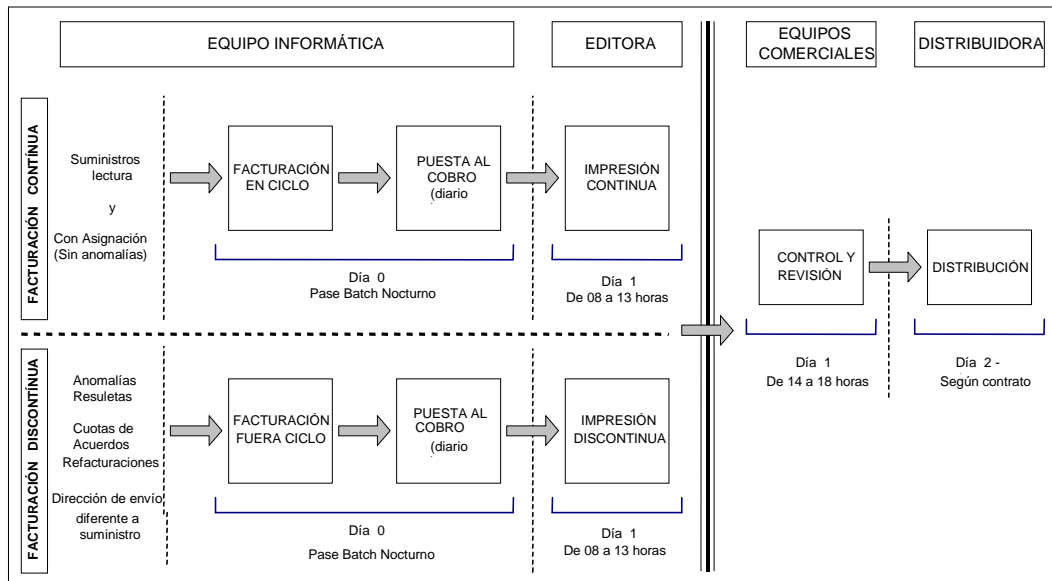 EQUIPO INFORMÁTICA
EDITORA
EQUIPOS
COMERCIALES
DISTRIBUIDORA
FACTURACIÓN CONTÍNUA
Suministros
lectura
y
Con Asignación
(Sin anomalías)
FACTURACIÓN
EN CICLO
PUESTA AL
COBRO
(diario
IMPRESIÓN
CONTINUA
Día 0
Pase Batch Nocturno
Día 1
De 08 a 13 horas
CONTROL Y
REVISIÓN
DISTRIBUCIÓN
Día 1
De 14 a 18 horas
Día 2 -
Según contrato
FACTURACIÓN DISCONTÍNUA
Anomalías
Resuletas
Cuotas de
Acuerdos
Refacturaciones
Dirección de envío
diferente a
suministro
FACTURACIÓN
FUERA CICLO
PUESTA AL
COBRO
(diario
IMPRESIÓN
DISCONTINUA
Día 0
Pase Batch Nocturno
Día 1
De 08 a 13 horas